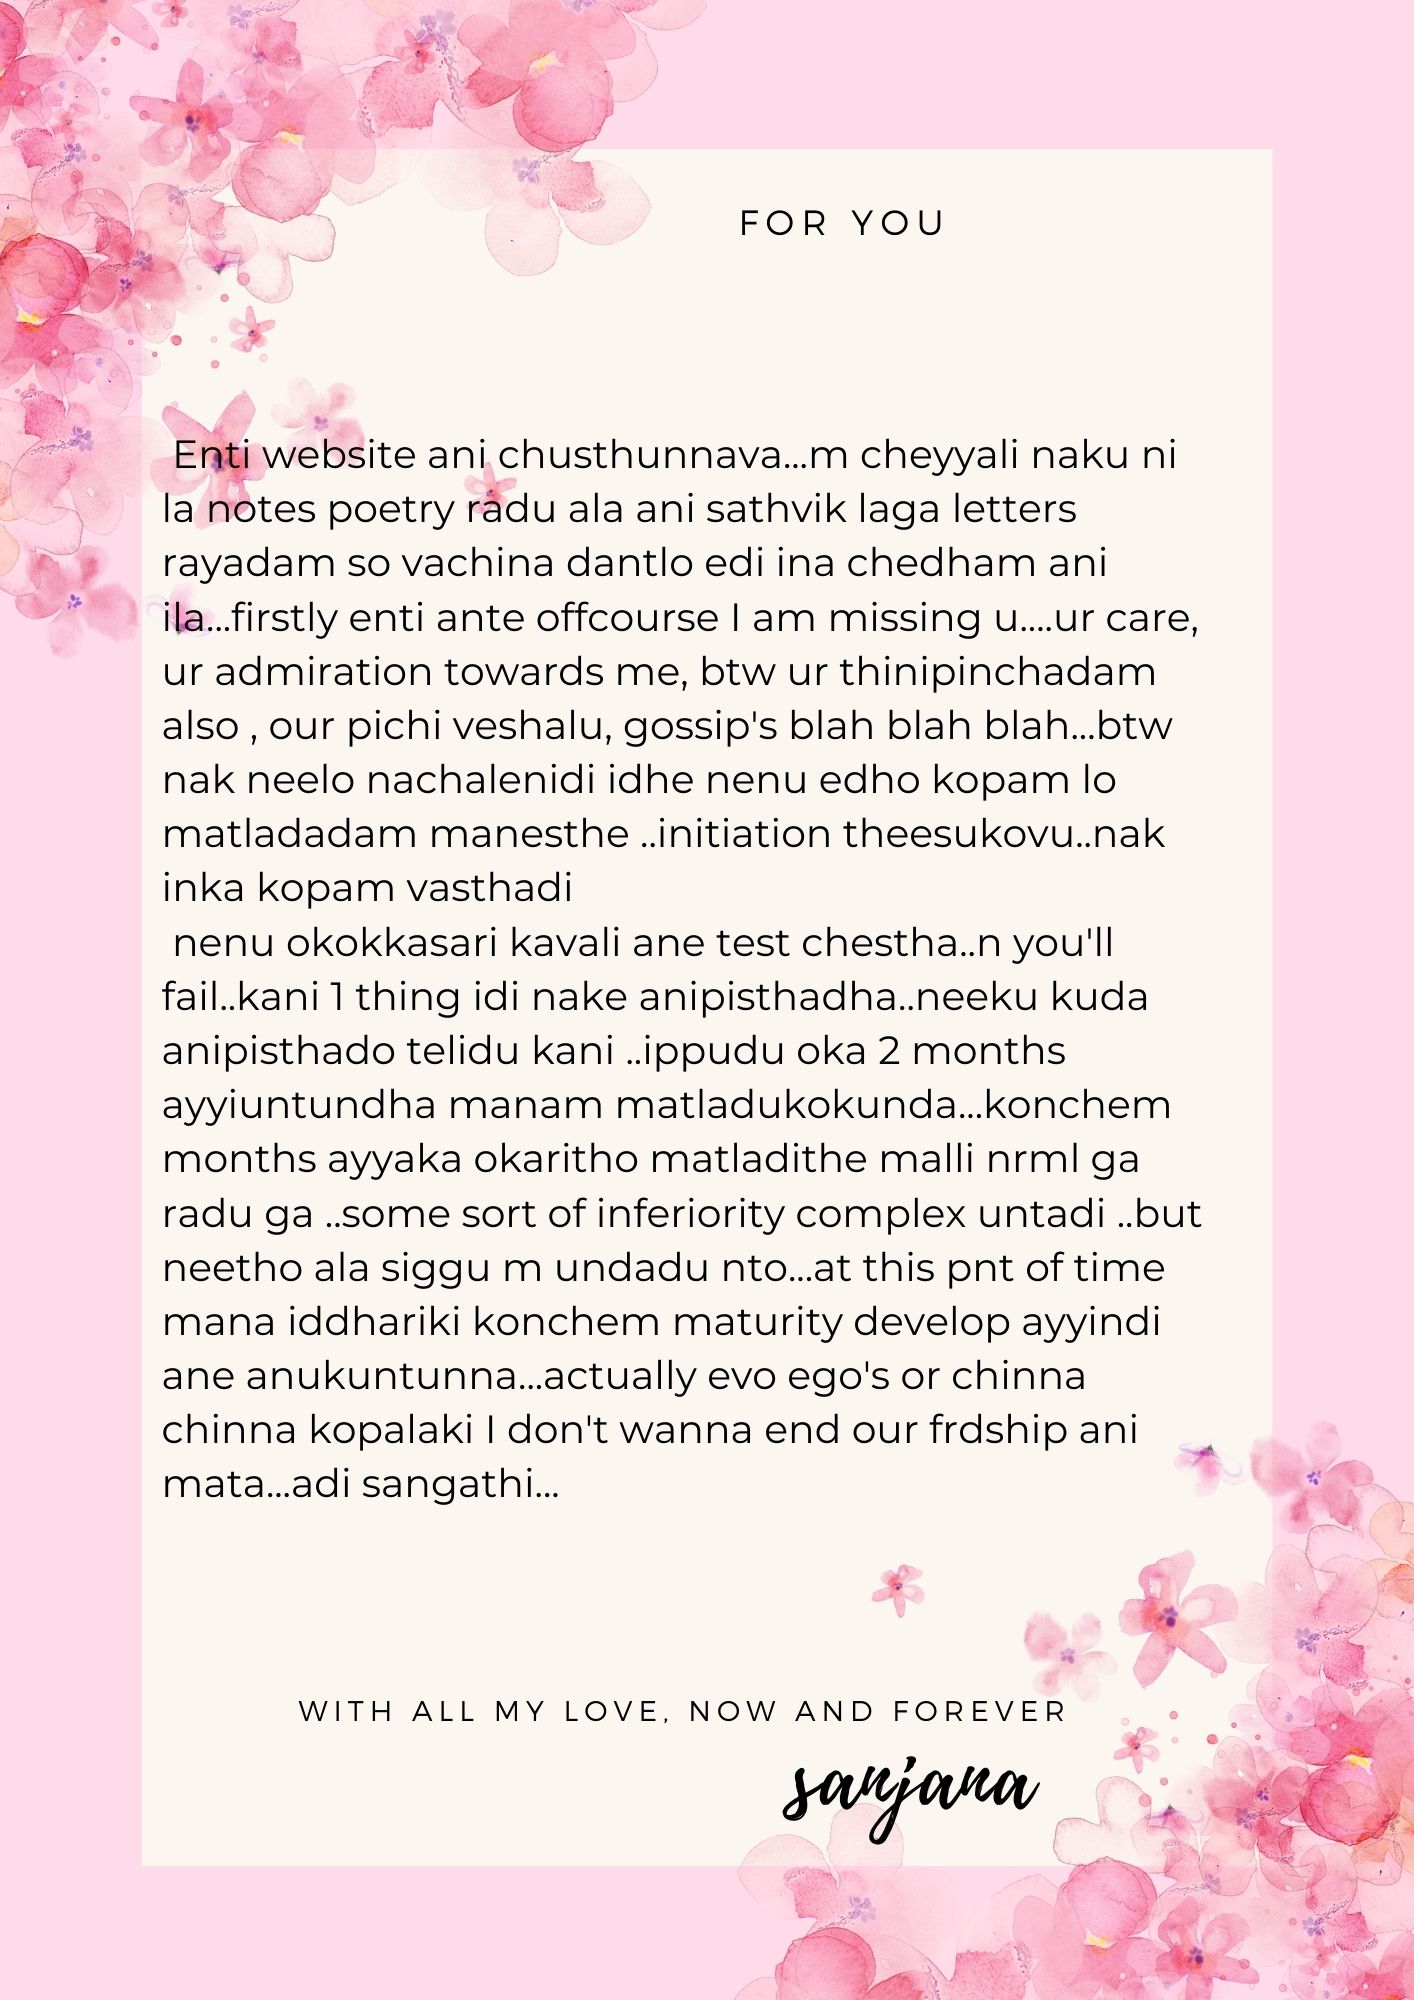 FOR YOU
Enti website ani chusthunnava...m cheyyali naku ni
la notes poetry radu ala ani sathvik laga letters
rayadam so vachina dantlo edi ina chedham ani
ila...firstly enti ante offcourse I am missing u....ur care,
ur admiration towards me, btw ur thinipinchadam
also , our pichi veshalu, gossip's blah blah blah...btw
nak neelo nachalenidi idhe nenu edho kopam lo
matladadam manesthe ..initiation theesukovu..nak
inka kopam vasthadi
nenu okokkasari kavali ane test chestha..n you'll
fail..kani 1 thing idi nake anipisthadha..neeku kuda
anipisthado telidu kani ..ippudu oka 2 months
ayyiuntundha manam matladukokunda...konchem
months ayyaka okaritho matladithe malli nrml ga
radu ga ..some sort of inferiority complex untadi ..but
neetho ala siggu m undadu nto...at this pnt of time
mana iddhariki konchem maturity develop ayyindi
ane anukuntunna...actually evo ego's or chinna
chinna kopalaki I don't wanna end our frdship ani
mata...adi sangathi...
WITH ALL MY LOVE, NOW AND FOREVER
sanjana